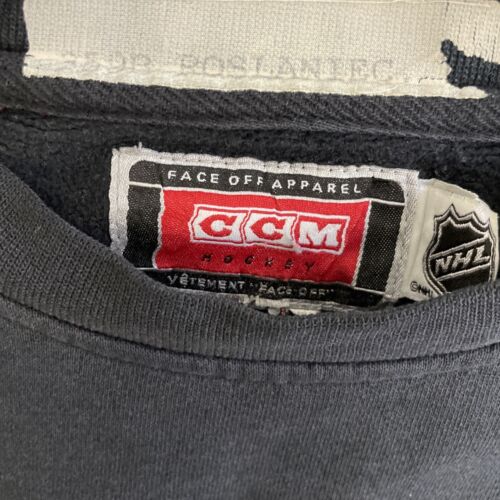 POSLANIEC
FACE OFF APPAREL
CCM
HOCKEY
VÊTEMENT "FACE OFF"
NHL